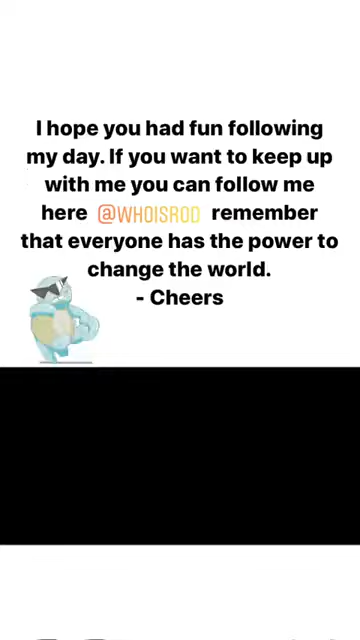 I hope you had fun following
my day. If you want to keep up
with me you can follow me
here @WHOISROD remember
that everyone has the power to
change the world.
- Cheers